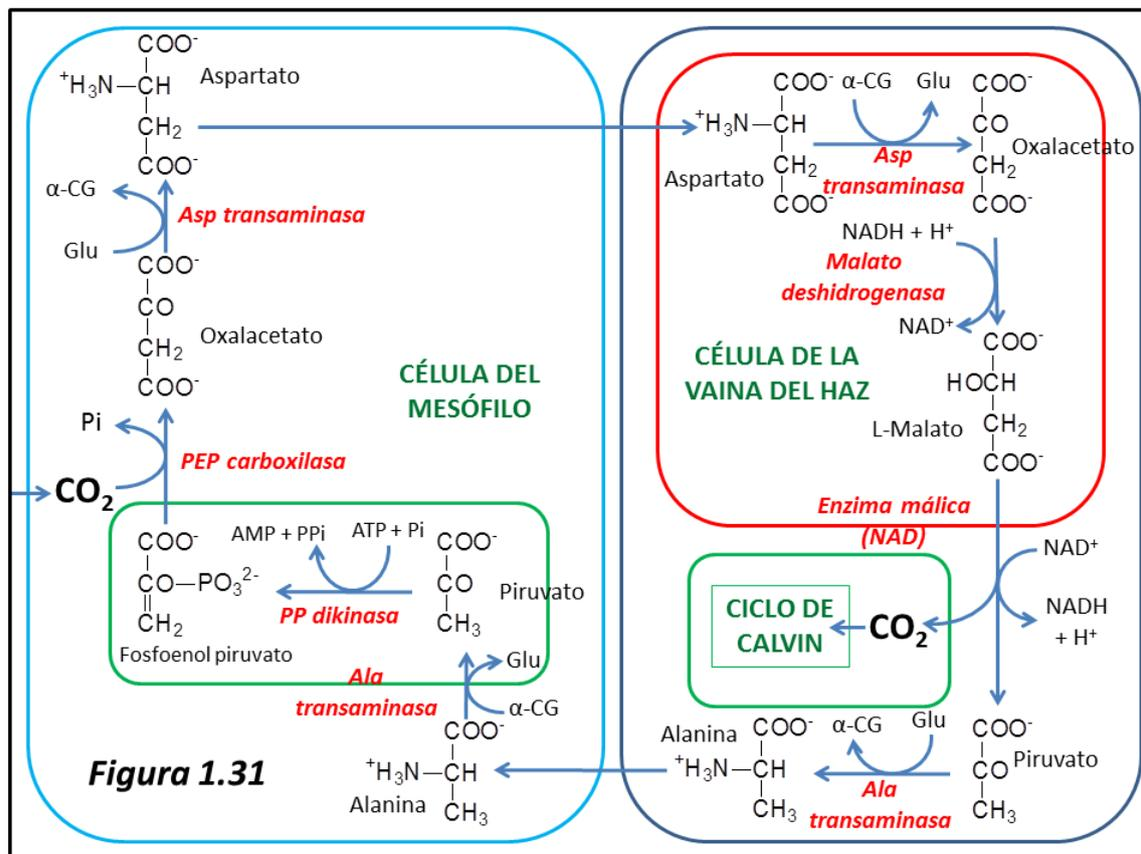 COO⁻
⁺H₃N—CH
Aspartato
CH₂
COO⁻
α-CG
Glu
Asp transaminasa
COO⁻
CO
Oxalacetato
CH₂
COO⁻
Pi
PEP carboxilasa
CO₂
CÉLULA DEL
MESÓFILO
COO⁻
CO—PO₃²⁻
CH₂
Fosfoenol piruvato
AMP + PPi
ATP + Pi
PP dikinasa
COO⁻
CO
Piruvato
CH₃
Ala
transaminasa
Glu
α-CG
COO⁻
⁺H₃N—CH
Alanina
CH₃
Figura 1.31
COO⁻
⁺H₃N—CH
Aspartato
CH₂
COO⁻
α-CG
Glu
Asp
transaminasa
COO⁻
CO
Oxalacetato
CH₂
COO⁻
NADH + H⁺
Malato
deshidrogenasa
NAD⁺
CÉLULA DE LA
VAINA DEL HAZ
COO⁻
HOCH
L-Malato
CH₂
COO⁻
Enzima málica
(NAD)
NAD⁺
NADH
+ H⁺
CICLO DE
CALVIN
CO₂
COO⁻
CO
Piruvato
CH₃
α-CG
Glu
Ala
transaminasa
Alanina
COO⁻
⁺H₃N—CH
CH₃